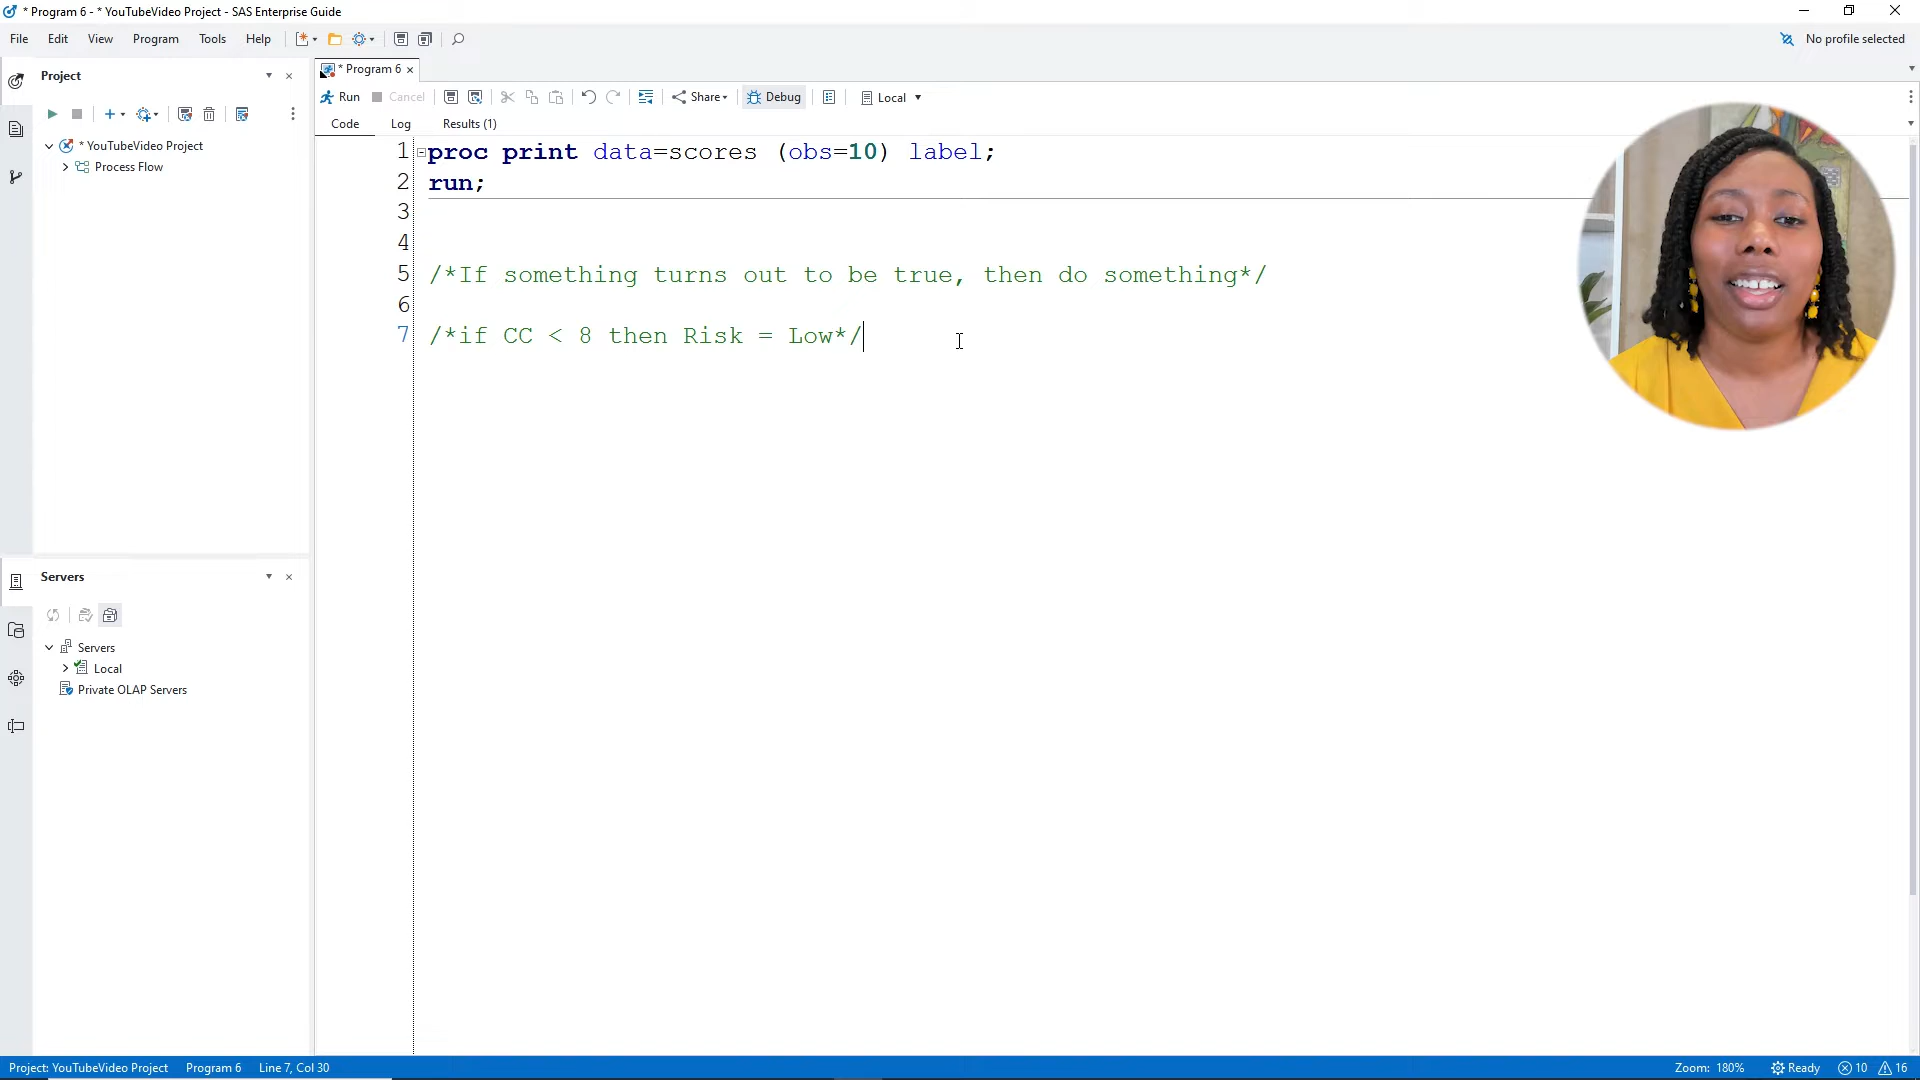 * Program 6 - * YouTubeVideo Project - SAS Enterprise Guide
File Edit View Program Tools Help
No profile selected
Project
* YouTubeVideo Project
Process Flow
* Program 6
Run Cancel Share Debug Local
Code Log Results (1)
1 proc print data=scores (obs=10) label;
2 run;
3
4
5 /*If something turns out to be true, then do something*/
6
7 /*if CC < 8 then Risk = Low*/
Servers
Servers
Local
Private OLAP Servers
Project: YouTubeVideo Project Program 6 Line 7, Col 30 Zoom: 180% Ready 10 16